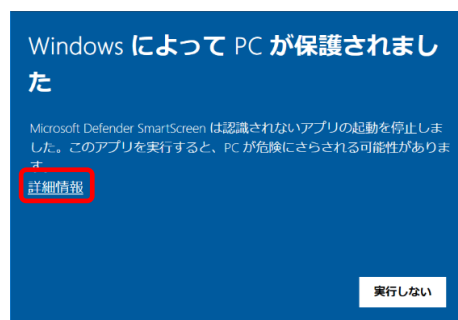 Windows によって PC が保護されまし
た
Microsoft Defender SmartScreen は認識されないアプリの起動を停止しま
した。このアプリを実行すると、PC が危険にさらされる可能性がありま
す。
詳細情報
実行しない